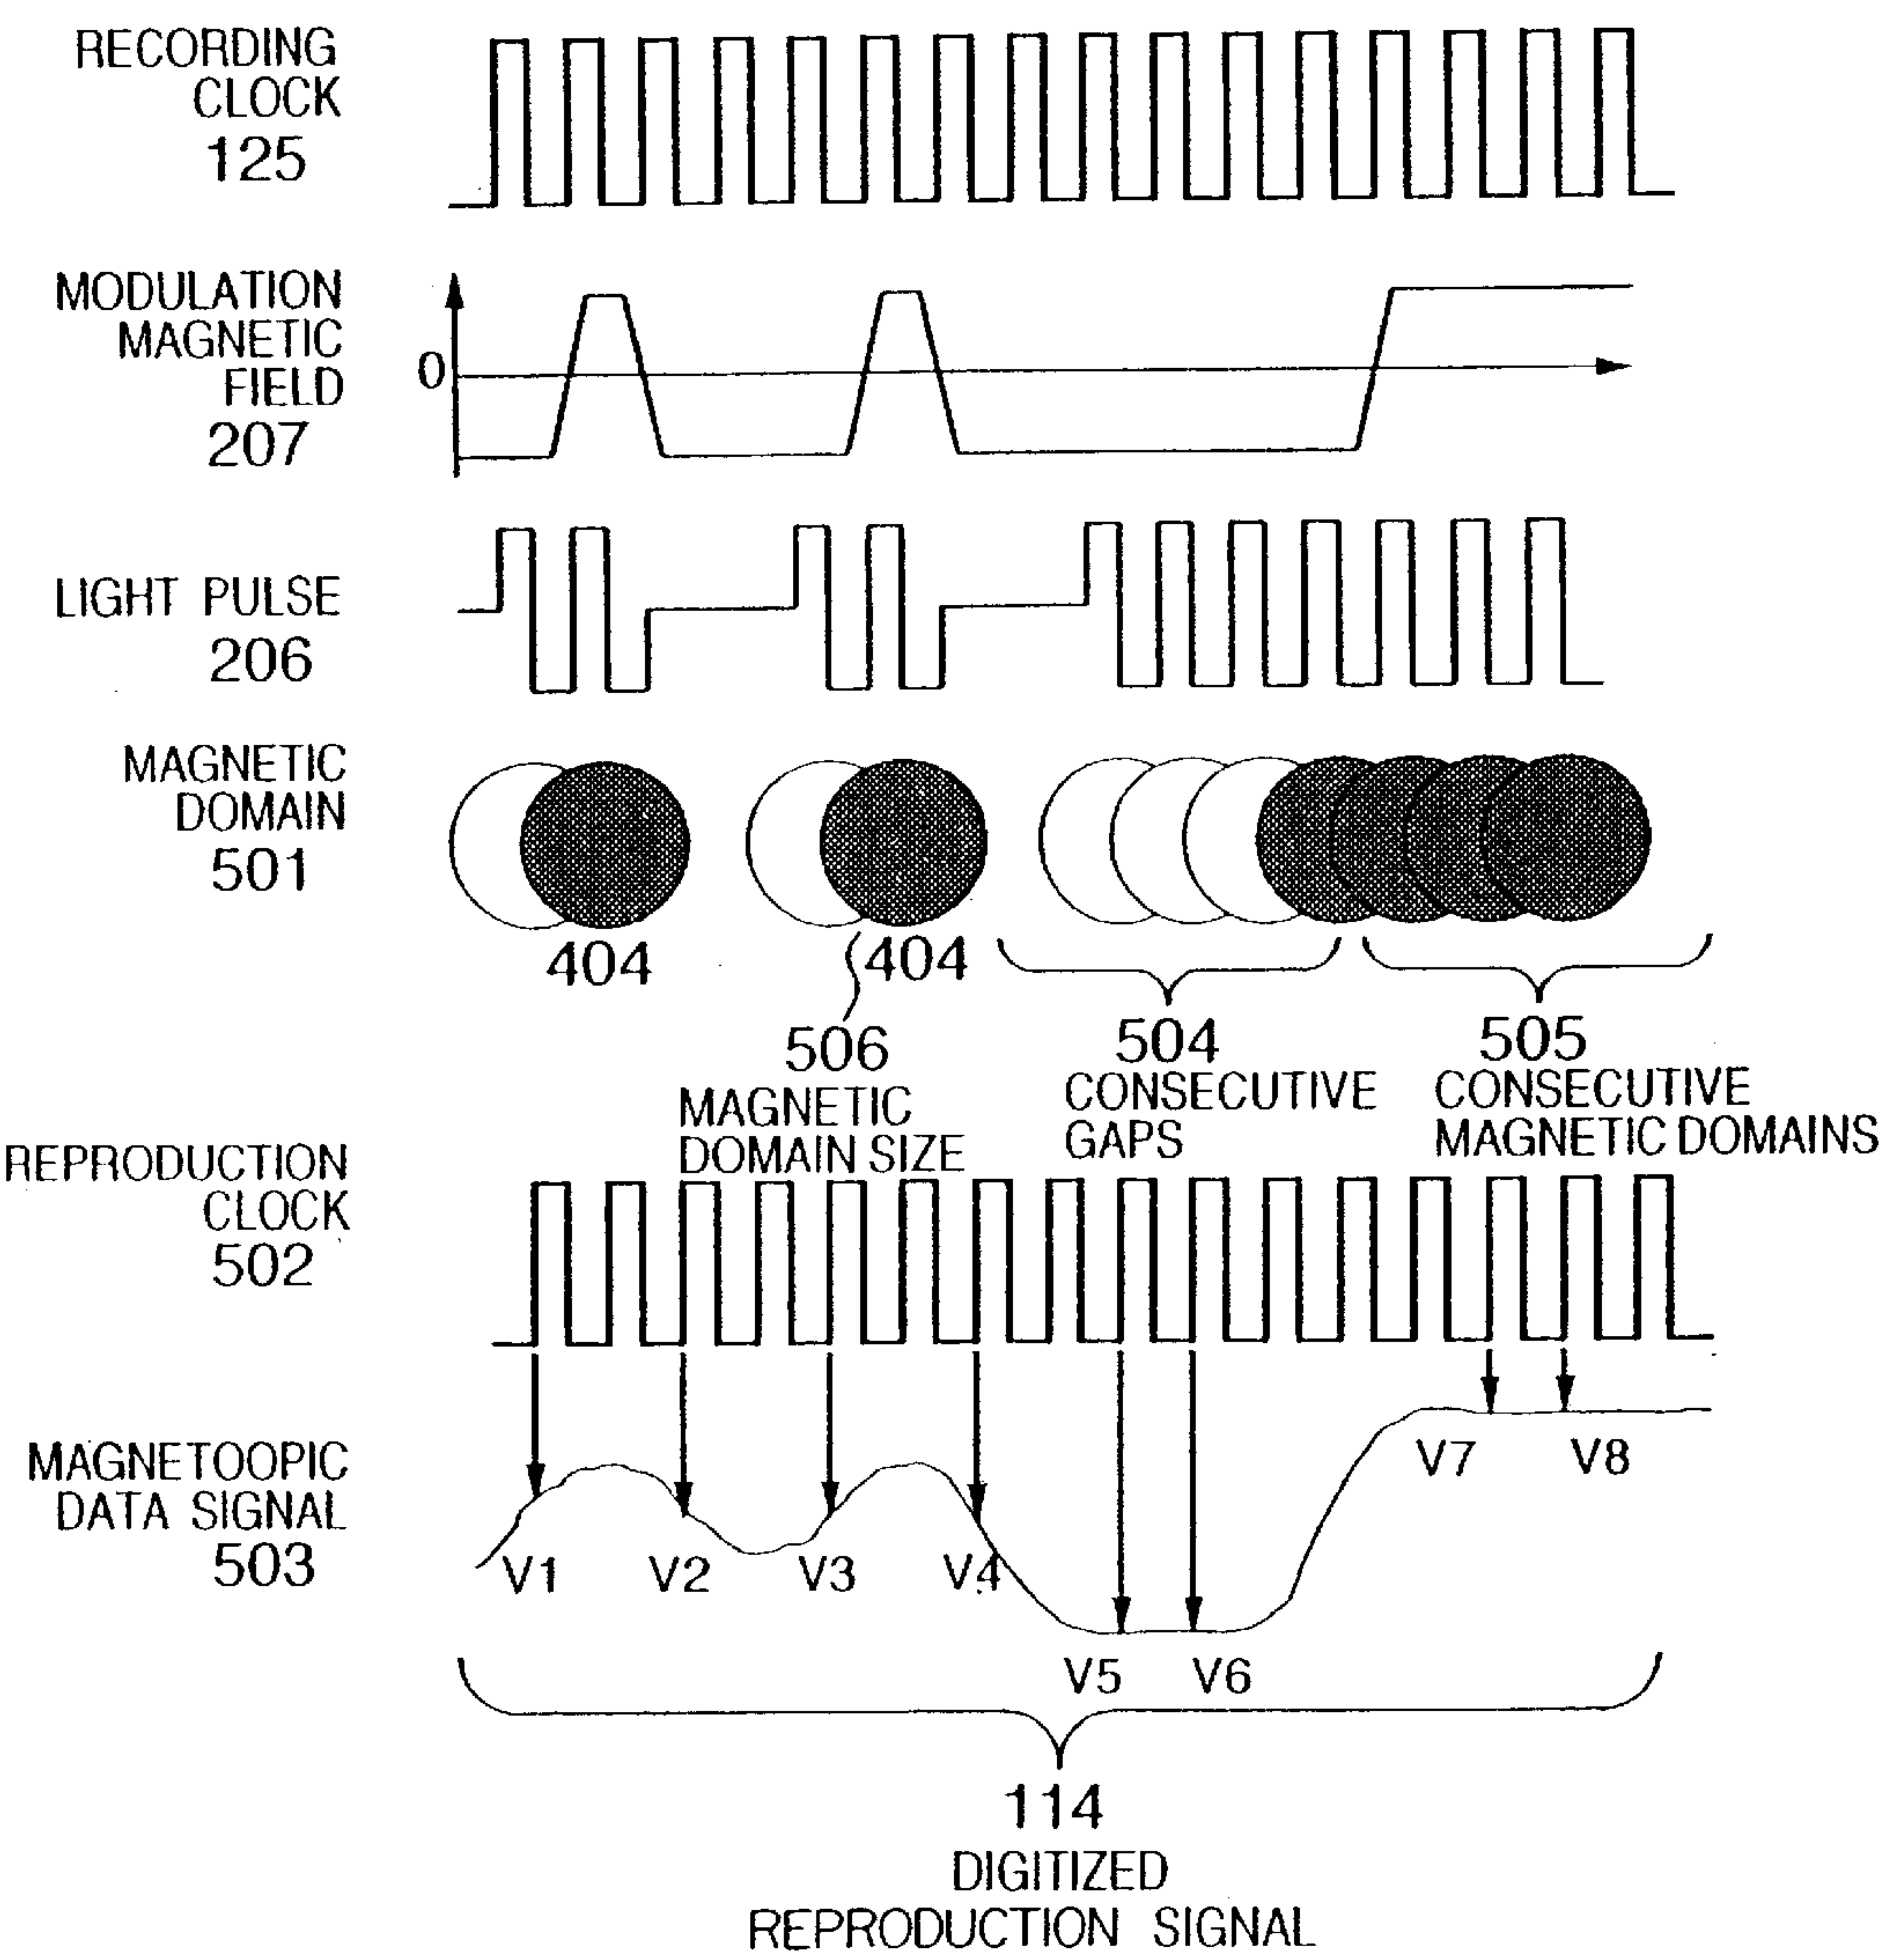 RECORDING
CLOCK
125
MODULATION
MAGNETIC
FIELD
207
0
LIGHT PULSE
206
MAGNETIC
DOMAIN
501
404
404
506
MAGNETIC
DOMAIN SIZE
504
CONSECUTIVE
GAPS
505
CONSECUTIVE
MAGNETIC DOMAINS
REPRODUCTION
CLOCK
502
MAGNETOOPIC
DATA SIGNAL
503
V1
V2
V3
V4
V5
V6
V7
V8
114
DIGITIZED
REPRODUCTION SIGNAL